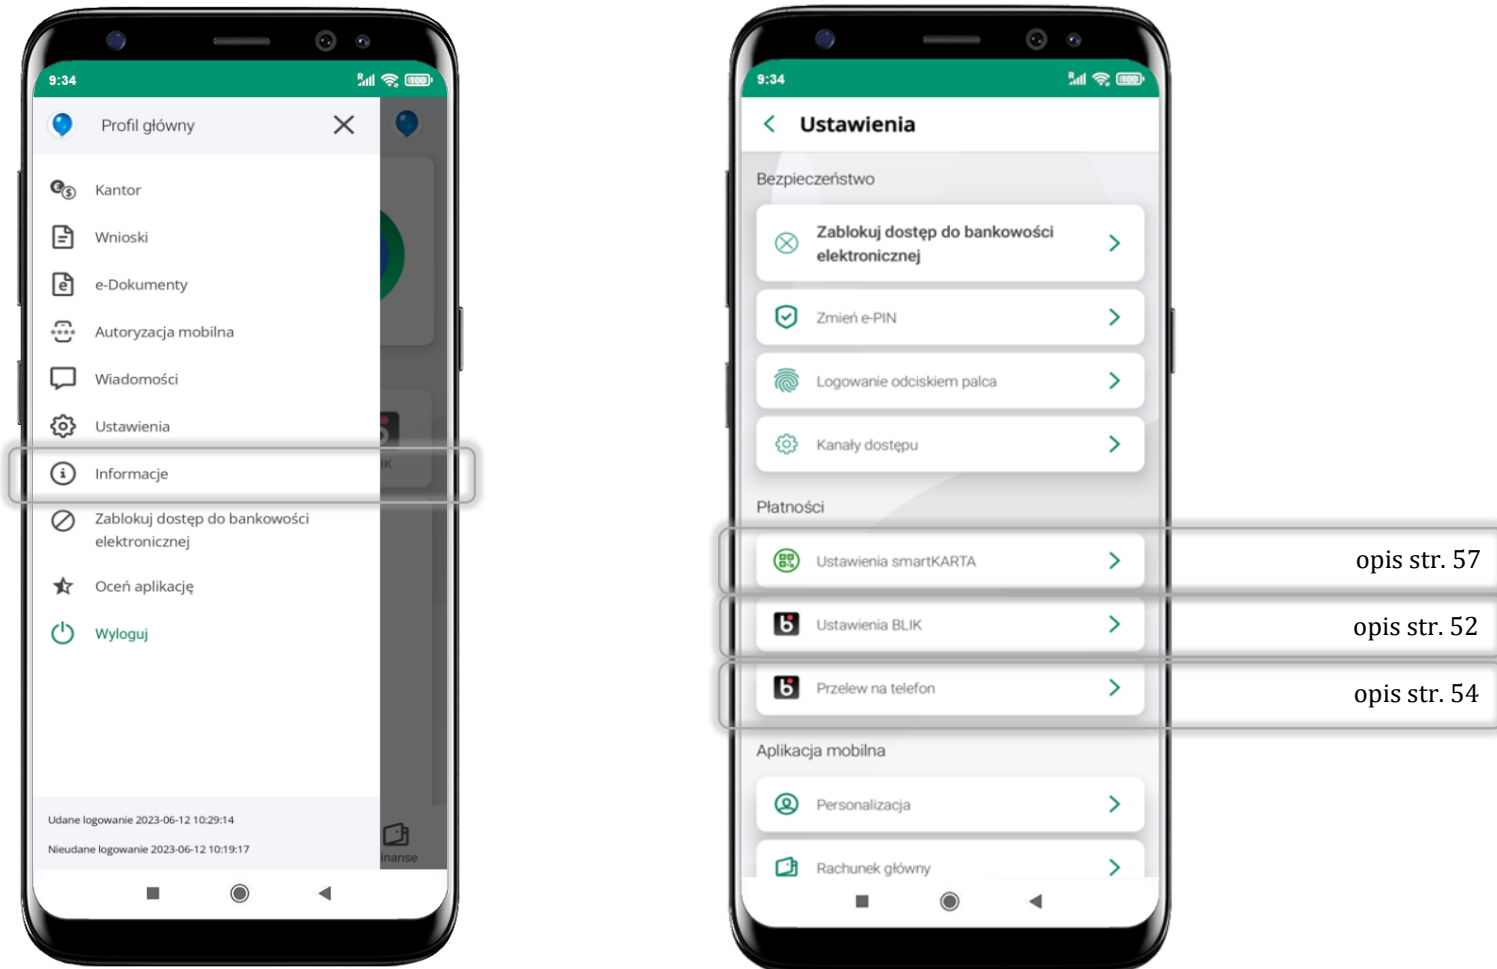 9:34
Profil główny
Kantor
Wnioski
e-Dokumenty
Autoryzacja mobilna
Wiadomości
Ustawienia
Informacje
Zablokuj dostęp do bankowości
elektronicznej
Oceń aplikację
Wyloguj
Udane logowanie 2023-06-12 10:29:14
Nieudane logowanie 2023-06-12 10:19:17
IK
inanse
9:34
Ustawienia
Bezpieczeństwo
Zablokuj dostęp do bankowości
elektronicznej
Zmień e-PIN
Logowanie odciskiem palca
Kanały dostępu
Płatności
Ustawienia smartKARTA
opis str. 57
Ustawienia BLIK
opis str. 52
Przelew na telefon
opis str. 54
Aplikacja mobilna
Personalizacja
Rachunek główny